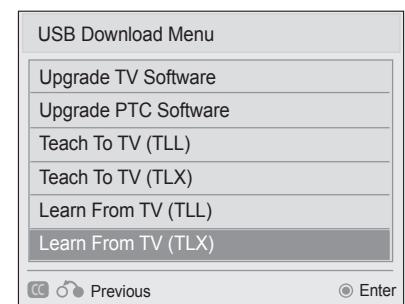 USB Download Menu
Upgrade TV Software
Upgrade PTC Software
Teach To TV (TLL)
Teach To TV (TLX)
Learn From TV (TLL)
Learn From TV (TLX)
CC Previous Enter